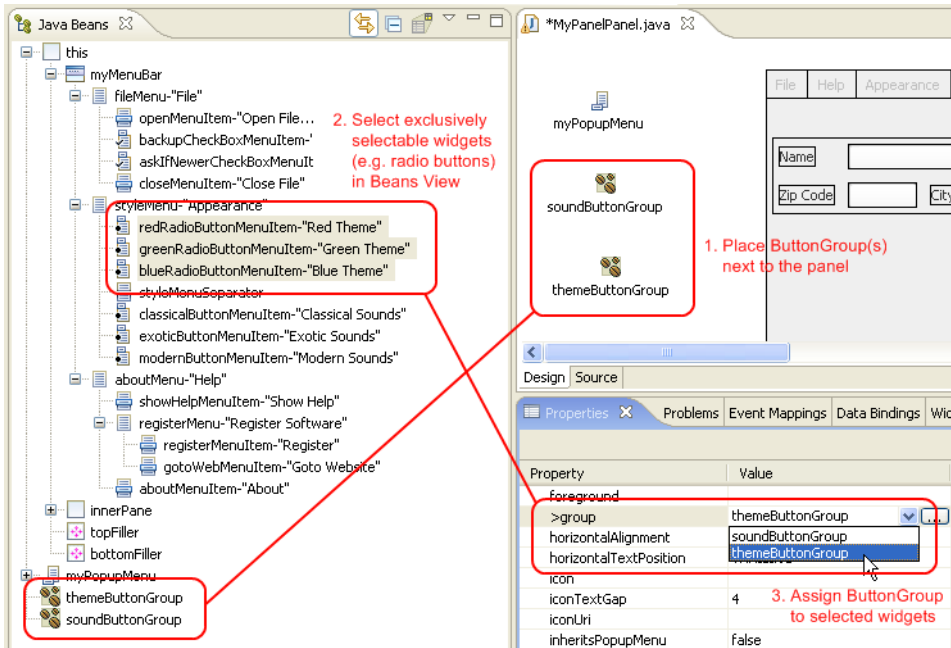 Java Beans
this
myMenuBar
fileMenu-"File"
openMenuItem-"Open File...
backupCheckBoxMenuItem-'
askIfNewerCheckBoxMenuIt
closeMenuItem-"Close File"
styleMenu-"Appearance"
redRadioButtonMenuItem-"Red Theme"
greenRadioButtonMenuItem-"Green Theme"
blueRadioButtonMenuItem-"Blue Theme"
styleMenuSeparator
classicalButtonMenuItem-"Classical Sounds"
exoticButtonMenuItem-"Exotic Sounds"
modernButtonMenuItem-"Modern Sounds"
aboutMenu-"Help"
showHelpMenuItem-"Show Help"
registerMenu-"Register Software"
registerMenuItem-"Register"
gotoWebMenuItem-"Goto Website"
aboutMenuItem-"About"
innerPane
topFiller
bottomFiller
myPopupMenu
themeButtonGroup
soundButtonGroup
2. Select exclusively
selectable widgets
(e.g. radio buttons)
in Beans View
*MyPanelPanel.java
myPopupMenu
soundButtonGroup
themeButtonGroup
File Help Appearance
Name
Zip Code City
1. Place ButtonGroup(s)
next to the panel
Design Source
Properties Problems Event Mappings Data Bindings Wid
Property Value
foreground
>group themeButtonGroup ...
horizontalAlignment soundButtonGroup
horizontalTextPosition themeButtonGroup
icon
iconTextGap 4
iconUri
inheritsPopupMenu false
3. Assign ButtonGroup
to selected widgets